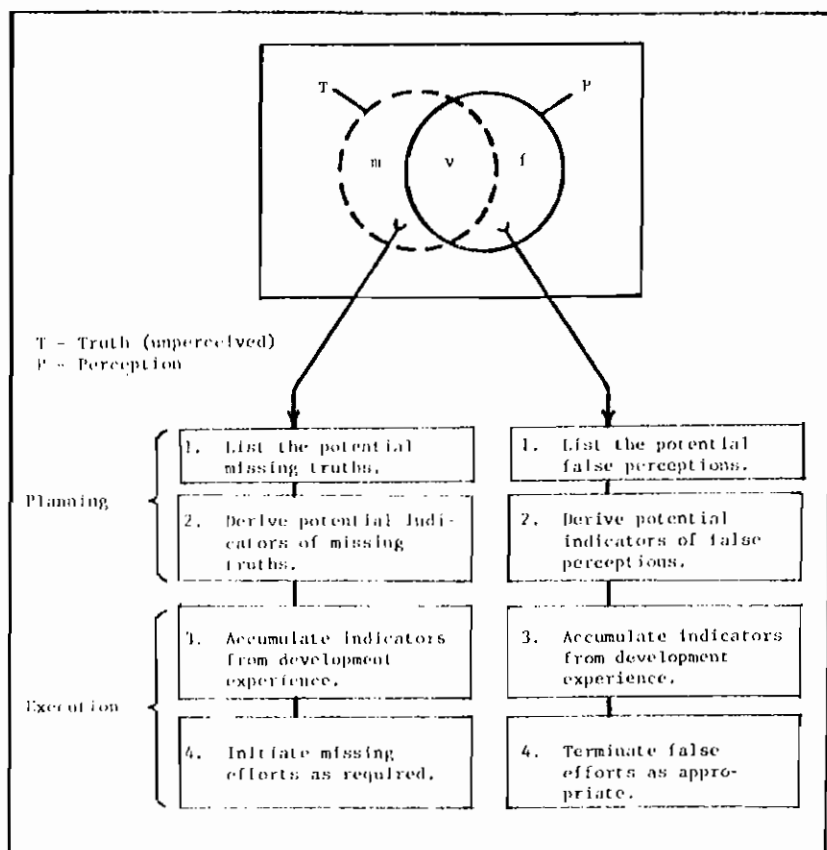 T
P
m
v
f
T - Truth (unperceived)
P - Perception
Planning
1. List the potential
missing truths.
2. Derive potential Indi-
cators of missing
truths.
Execution
3. Accumulate indicators
from development
experience.
4. Initiate missing
efforts as required.
1. List the potential
false perceptions.
2. Derive potential
indicators of false
perceptions.
3. Accumulate indicators
from development
experience.
4. Terminate false
efforts as appro-
priate.